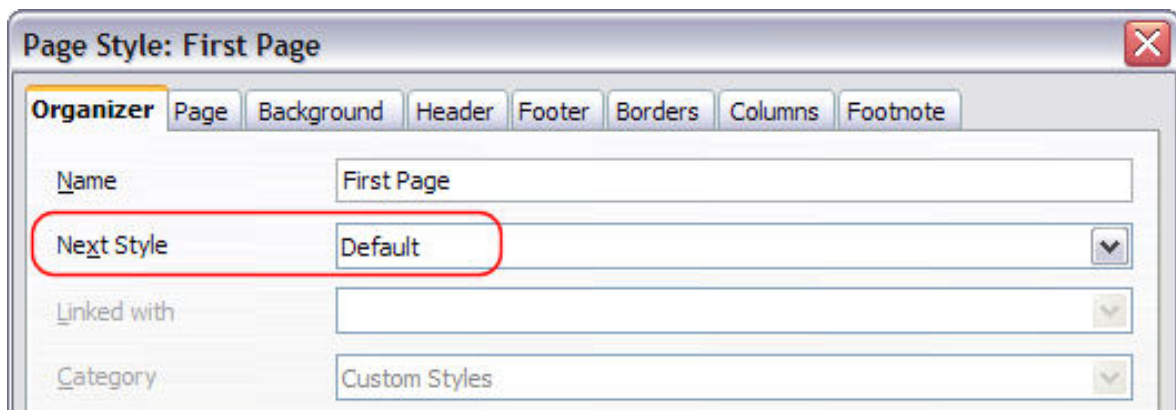 Page Style: First Page
Organizer Page Background Header Footer Borders Columns Footnote
Name First Page
Next Style Default
Linked with
Category Custom Styles